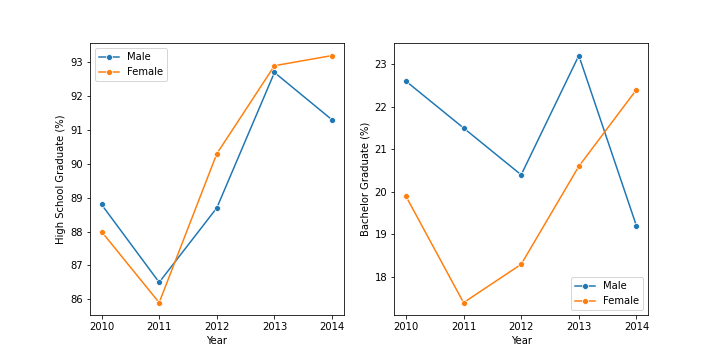 High School Graduate (%)
93
92
91
90
89
88
87
86
2010 2011 2012 2013 2014
Year
Male
Female
Bachelor Graduate (%)
23
22
21
20
19
18
2010 2011 2012 2013 2014
Year
Male
Female